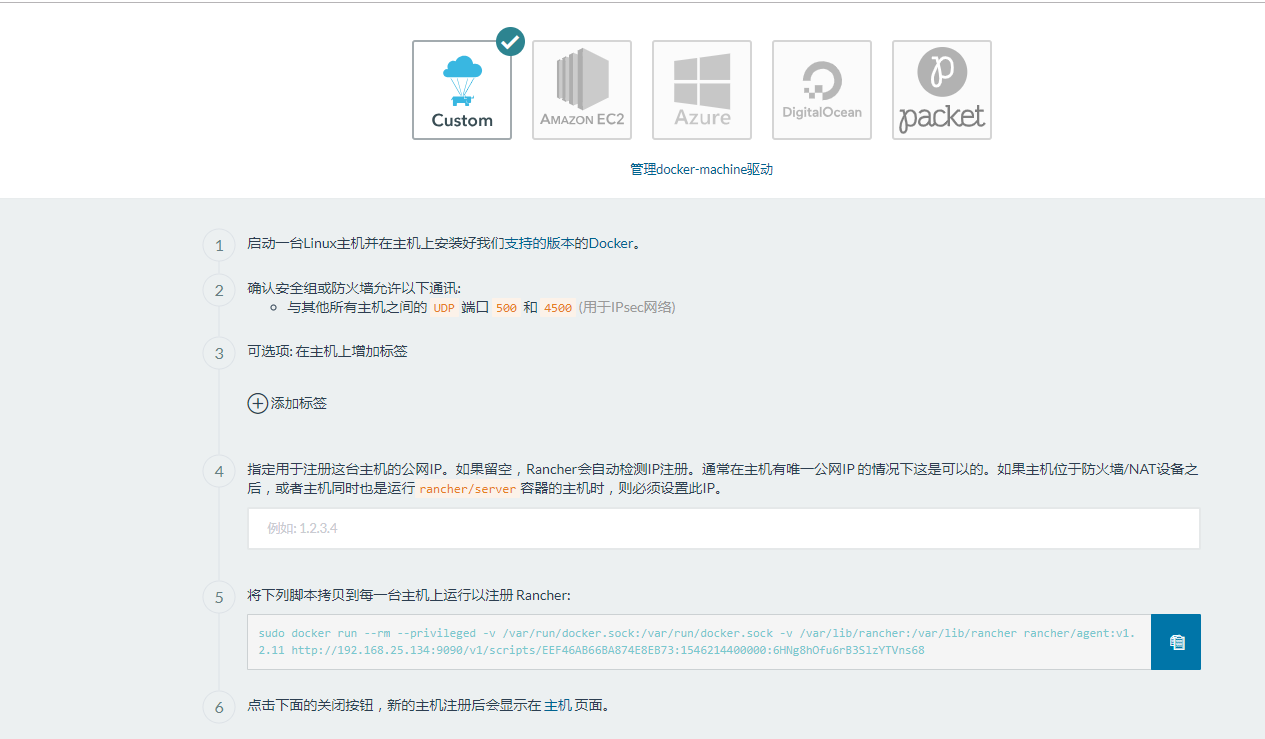 Custom
AMAZON EC2
Azure
DigitalOcean
packet
管理docker-machine驱动
1
启动一台Linux主机并在主机上安装好我们支持的版本的Docker。
2
确认安全组或防火墙允许以下通讯:
与其他所有主机之间的 UDP 端口 500 和 4500 (用于IPsec网络)
3
可选项: 在主机上增加标签
添加标签
4
指定用于注册这台主机的公网IP。如果留空，Rancher会自动检测IP注册。通常在主机有唯一公网IP 的情况下这是可以的。如果主机位于防火墙/NAT设备之
后，或者主机同时也是运行 rancher/server 容器的主机时，则必须设置此IP。
例如: 1.2.3.4
5
将下列脚本拷贝到每一台主机上运行以注册 Rancher:
sudo docker run --rm --privileged -v /var/run/docker.sock:/var/run/docker.sock -v /var/lib/rancher:/var/lib/rancher rancher/agent:v1.
2.11 http://192.168.25.134:9090/v1/scripts/EEF46AB66BA874E8EB73:1546214400000:6HNg8hOfu6rB3SlzYTVns68
6
点击下面的关闭按钮，新的主机注册后会显示在 主机 页面。